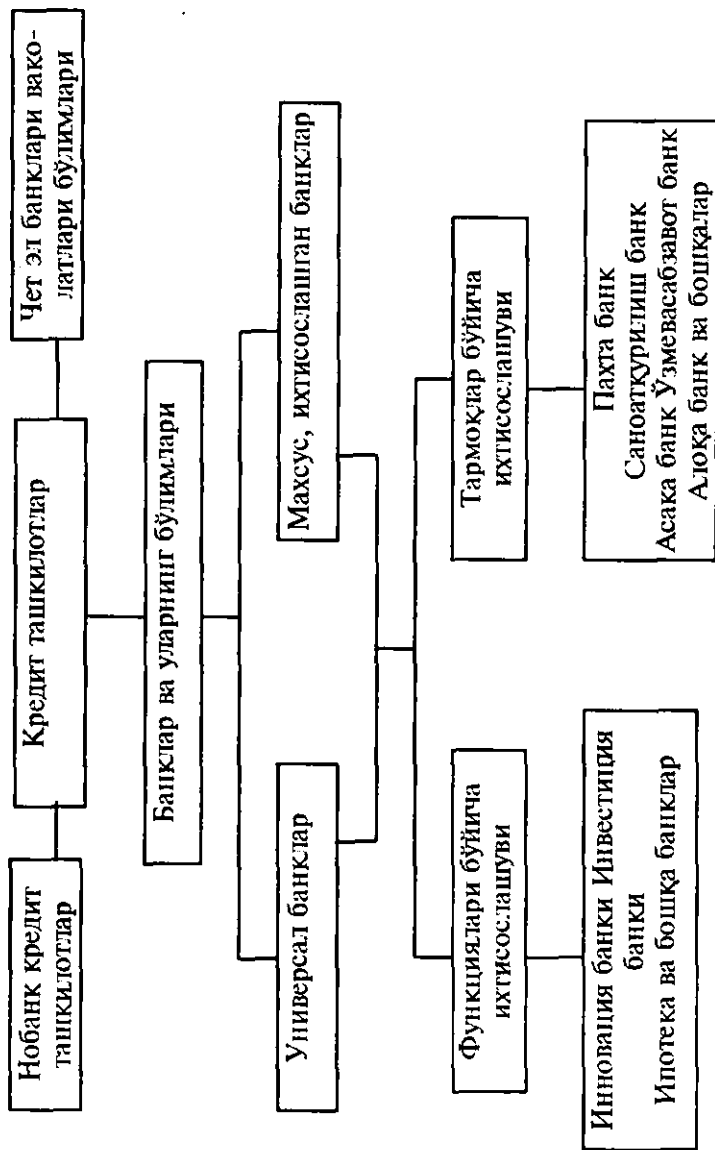 Нобанк кредит
ташкилотлар
Кредит ташкилотлар
Чет эл банклари вако-
латлари бўлимлари
Банклар ва уларнинг бўлимлари
Универсал банклар
Махсус, ихтисослашган банклар
Функциялари бўйича
ихтисослашуви
Тармоқлар бўйича
ихтисослашуви
Инновация банки Инвестиция
банки
Ипотека ва бошқа банклар
Пахта банк
Саноатқурилиш банк
Асака банк Ўзмевасабзавот банк
Алоқа банк ва бошқалар